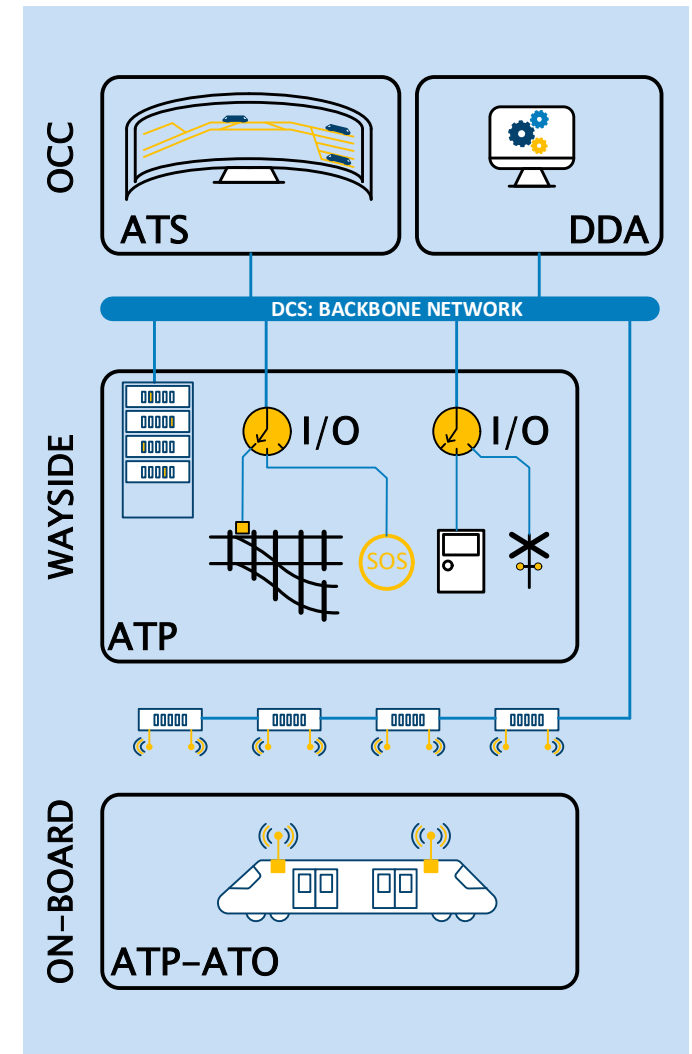 OCC
ATS
DDA
DCS: BACKBONE NETWORK
WAYSIDE
I/O
I/O
SOS
ATP
ON-BOARD
ATP-ATO